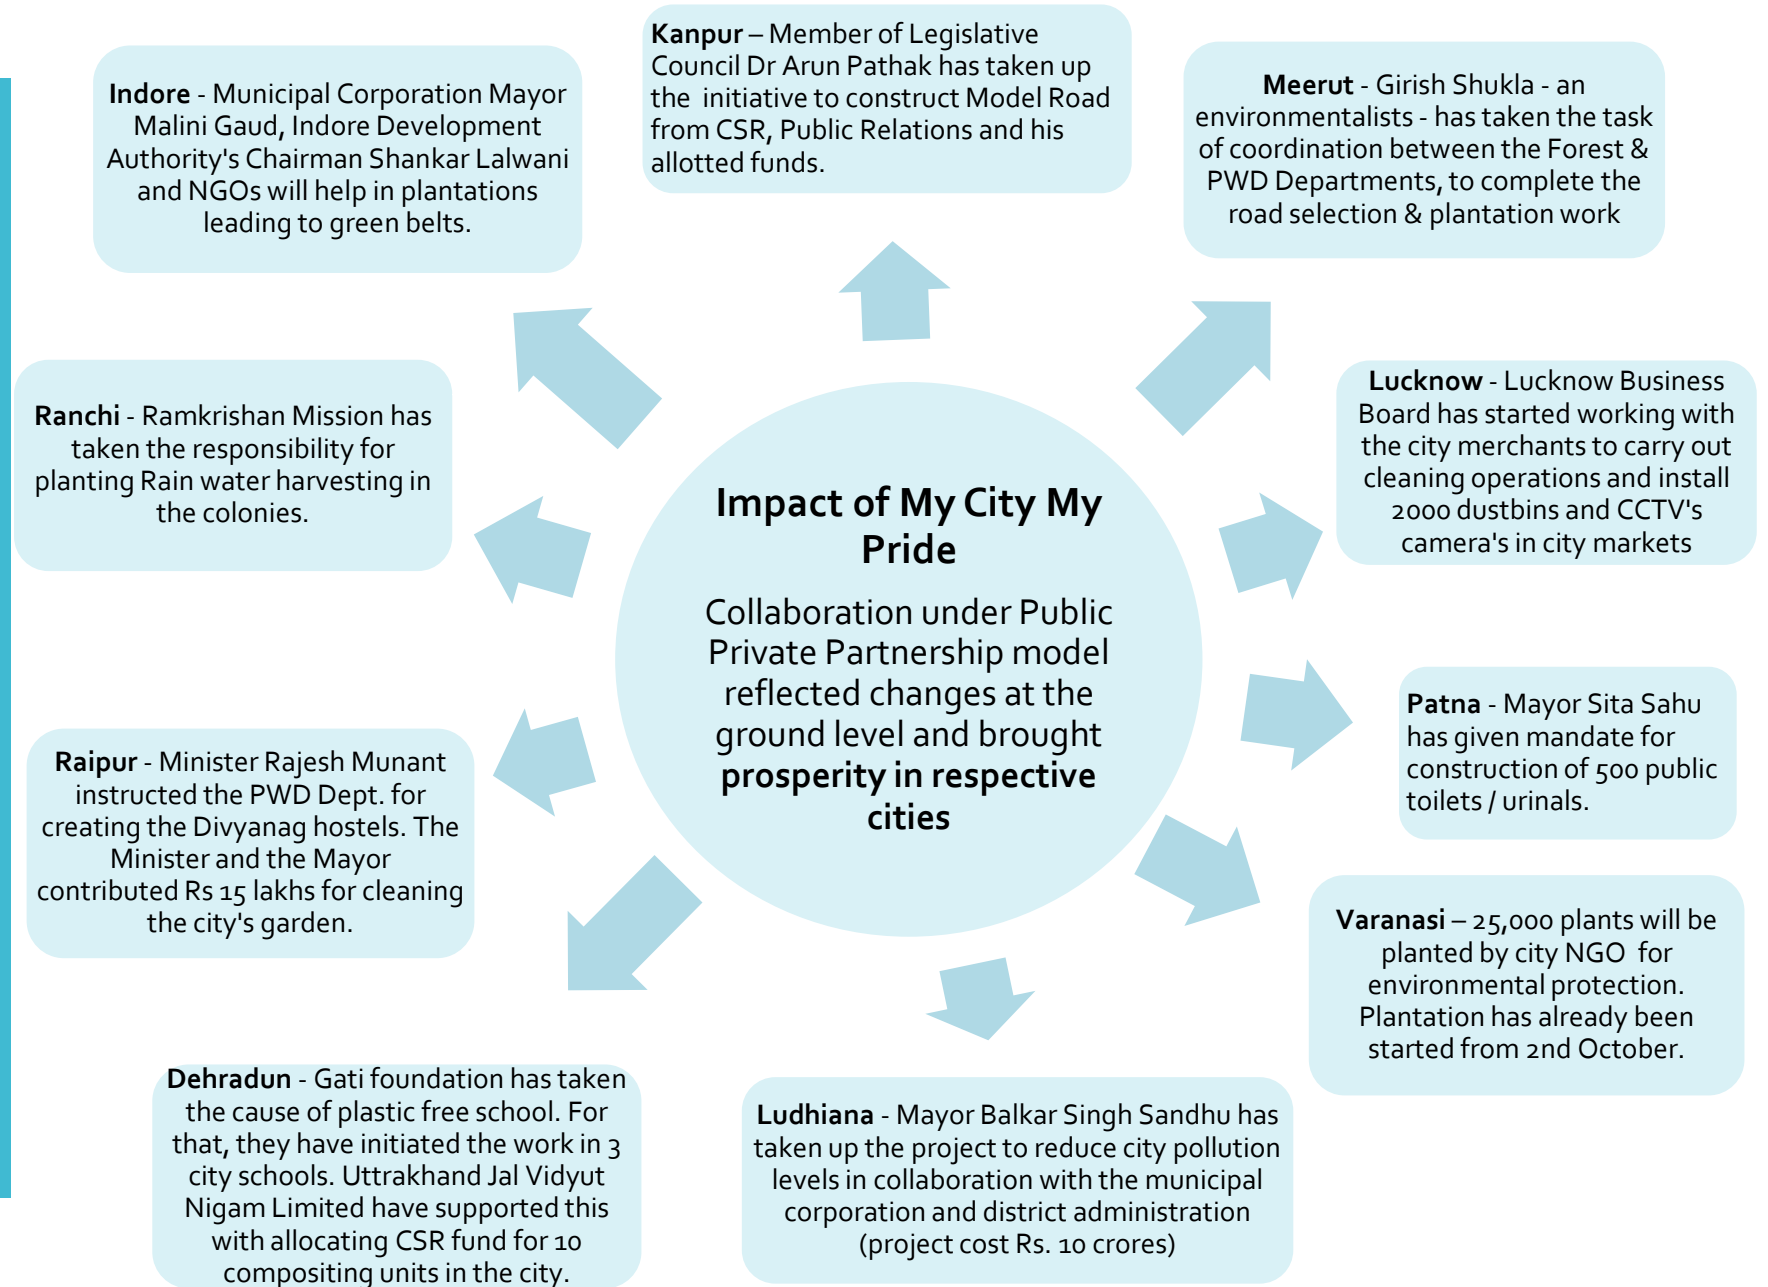 Kanpur – Member of Legislative
Council Dr Arun Pathak has taken up
the initiative to construct Model Road
from CSR, Public Relations and his
allotted funds.
Meerut - Girish Shukla - an
environmentalists - has taken the task
of coordination between the Forest &
PWD Departments, to complete the
road selection & plantation work
Lucknow - Lucknow Business
Board has started working with
the city merchants to carry out
cleaning operations and install
2000 dustbins and CCTV's
camera's in city markets
Patna - Mayor Sita Sahu
has given mandate for
construction of 500 public
toilets / urinals.
Varanasi – 25,000 plants will be
planted by city NGO for
environmental protection.
Plantation has already been
started from 2nd October.
Ludhiana - Mayor Balkar Singh Sandhu has
taken up the project to reduce city pollution
levels in collaboration with the municipal
corporation and district administration
(project cost Rs. 10 crores)
Dehradun - Gati foundation has taken
the cause of plastic free school. For
that, they have initiated the work in 3
city schools. Uttrakhand Jal Vidyut
Nigam Limited have supported this
with allocating CSR fund for 10
compositing units in the city.
Raipur - Minister Rajesh Munant
instructed the PWD Dept. for
creating the Divyanag hostels. The
Minister and the Mayor
contributed Rs 15 lakhs for cleaning
the city's garden.
Ranchi - Ramkrishan Mission has
taken the responsibility for
planting Rain water harvesting in
the colonies.
Indore - Municipal Corporation Mayor
Malini Gaud, Indore Development
Authority's Chairman Shankar Lalwani
and NGOs will help in plantations
leading to green belts.
Impact of My City My
Pride
Collaboration under Public
Private Partnership model
reflected changes at the
ground level and brought
prosperity in respective
cities